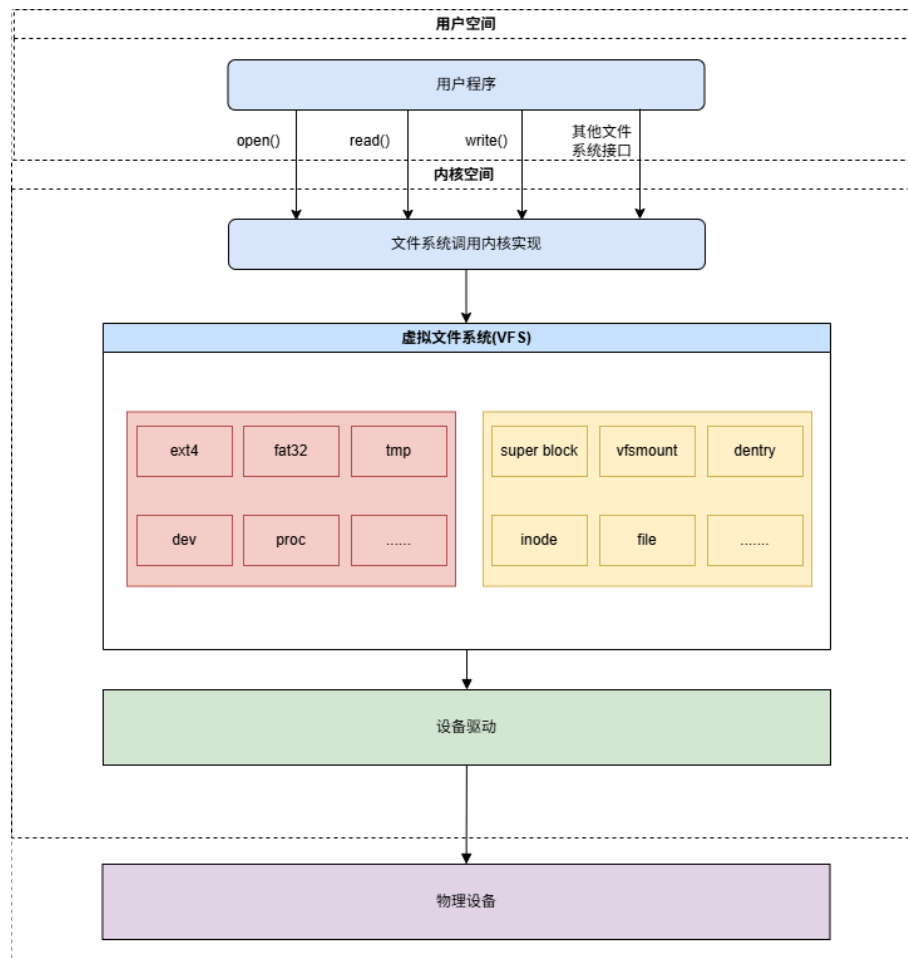 用户空间
用户程序
open()
read()
write()
其他文件
系统接口
内核空间
文件系统调用内核实现
虚拟文件系统(VFS)
ext4
fat32
tmp
super block
vfsmount
dentry
dev
proc
......
inode
file
.......
设备驱动
物理设备